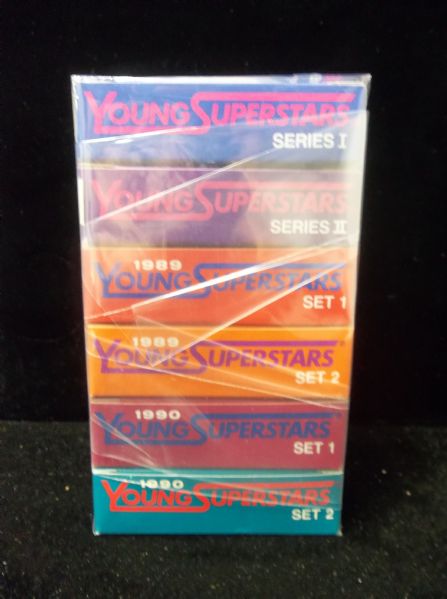 YOUNG SUPERSTARS
SERIES I
YOUNG SUPERSTARS
SERIES II
1989
YOUNG SUPERSTARS
SET 1
1989
YOUNG SUPERSTARS®
SET 2
1990
YOUNG SUPERSTARS
SET 1
1990
YOUNG SUPERSTARS
SET 2